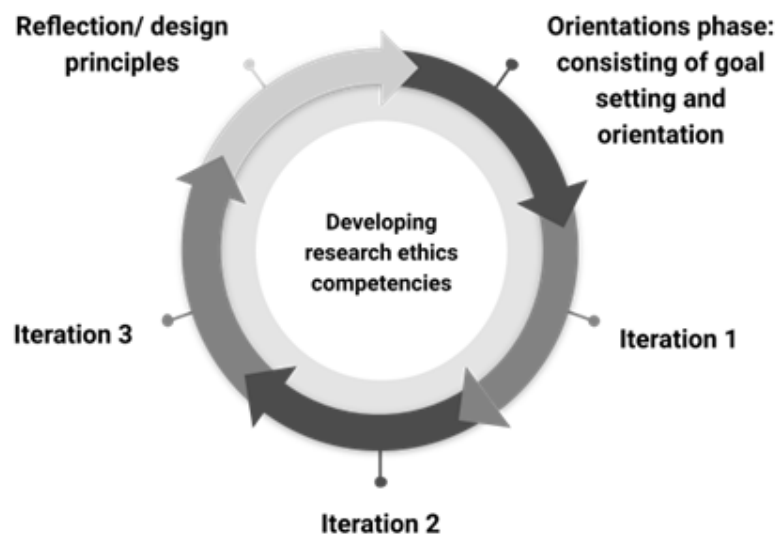 Reflection/ design
principles
Orientations phase:
consisting of goal
setting and
orientation
Developing
research ethics
competencies
Iteration 3
Iteration 1
Iteration 2